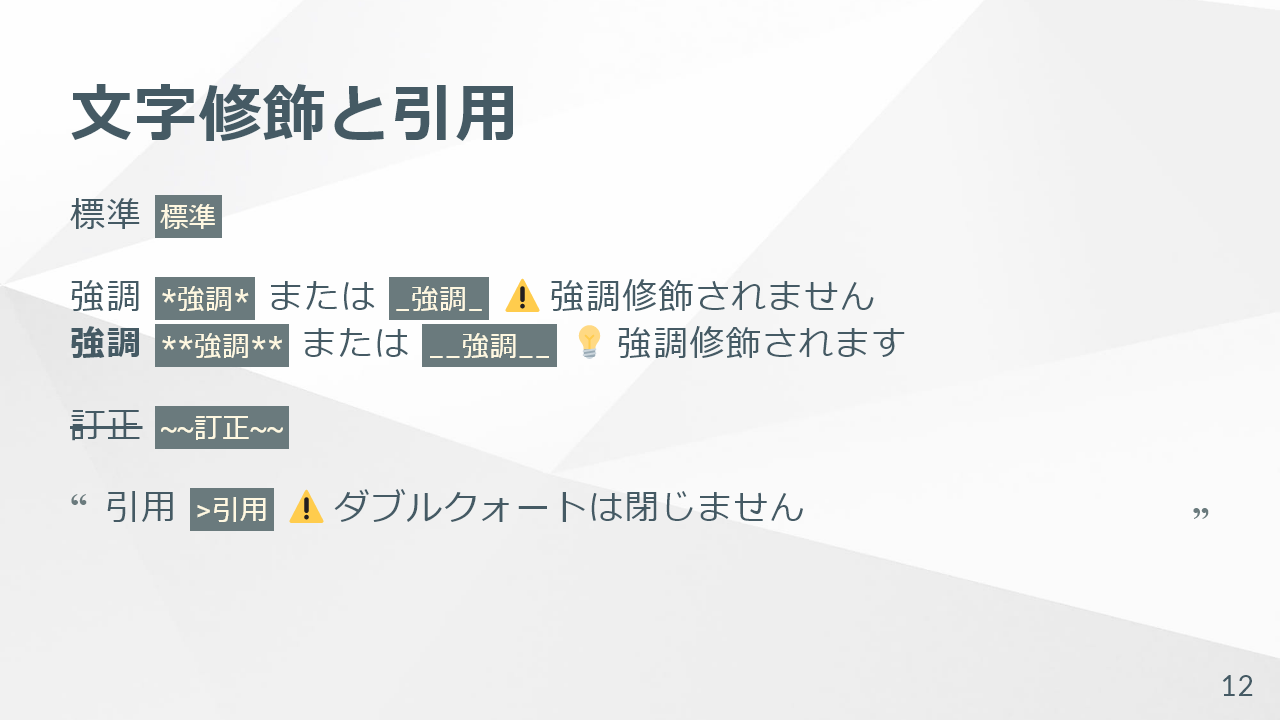 文字修飾と引用
標準 標準
強調 *強調* または _強調_ ⚠️ 強調修飾されません
強調 **強調** または __強調__ 💡 強調修飾されます
訂正 ~~訂正~~
“ 引用 >引用 ⚠️ ダブルクォートは閉じません ”
12